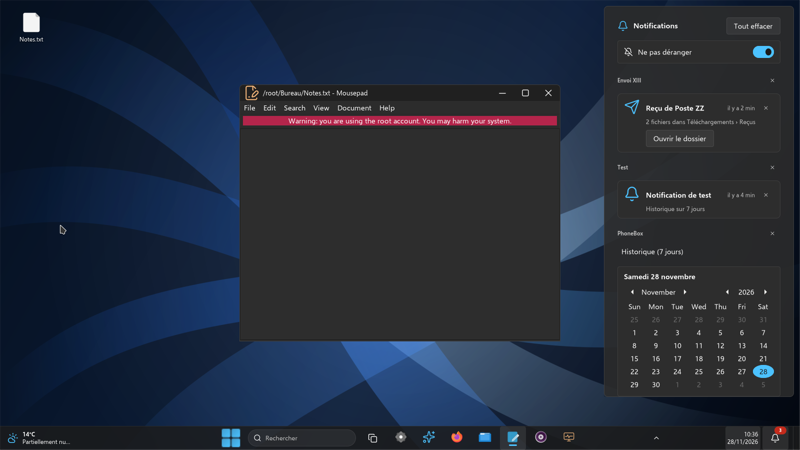 Notes.txt
/root/Bureau/Notes.txt - Mousepad
File Edit Search View Document Help
Warning: you are using the root account. You may harm your system.
Notifications Tout effacer
Ne pas déranger
Envoi XIII
Reçu de Poste ZZ il y a 2 min
2 fichiers dans Téléchargements › Reçus
Ouvrir le dossier
Test
Notification de test il y a 4 min
Historique sur 7 jours
PhoneBox
Historique (7 jours)
Samedi 28 novembre
November 2026
Sun Mon Tue Wed Thu Fri Sat
25 26 27 28 29 30 31
1 2 3 4 5 6 7
8 9 10 11 12 13 14
15 16 17 18 19 20 21
22 23 24 25 26 27 28
29 30 1 2 3 4 5
14°C
Partiellement nu...
Rechercher
10:36
28/11/2026
3